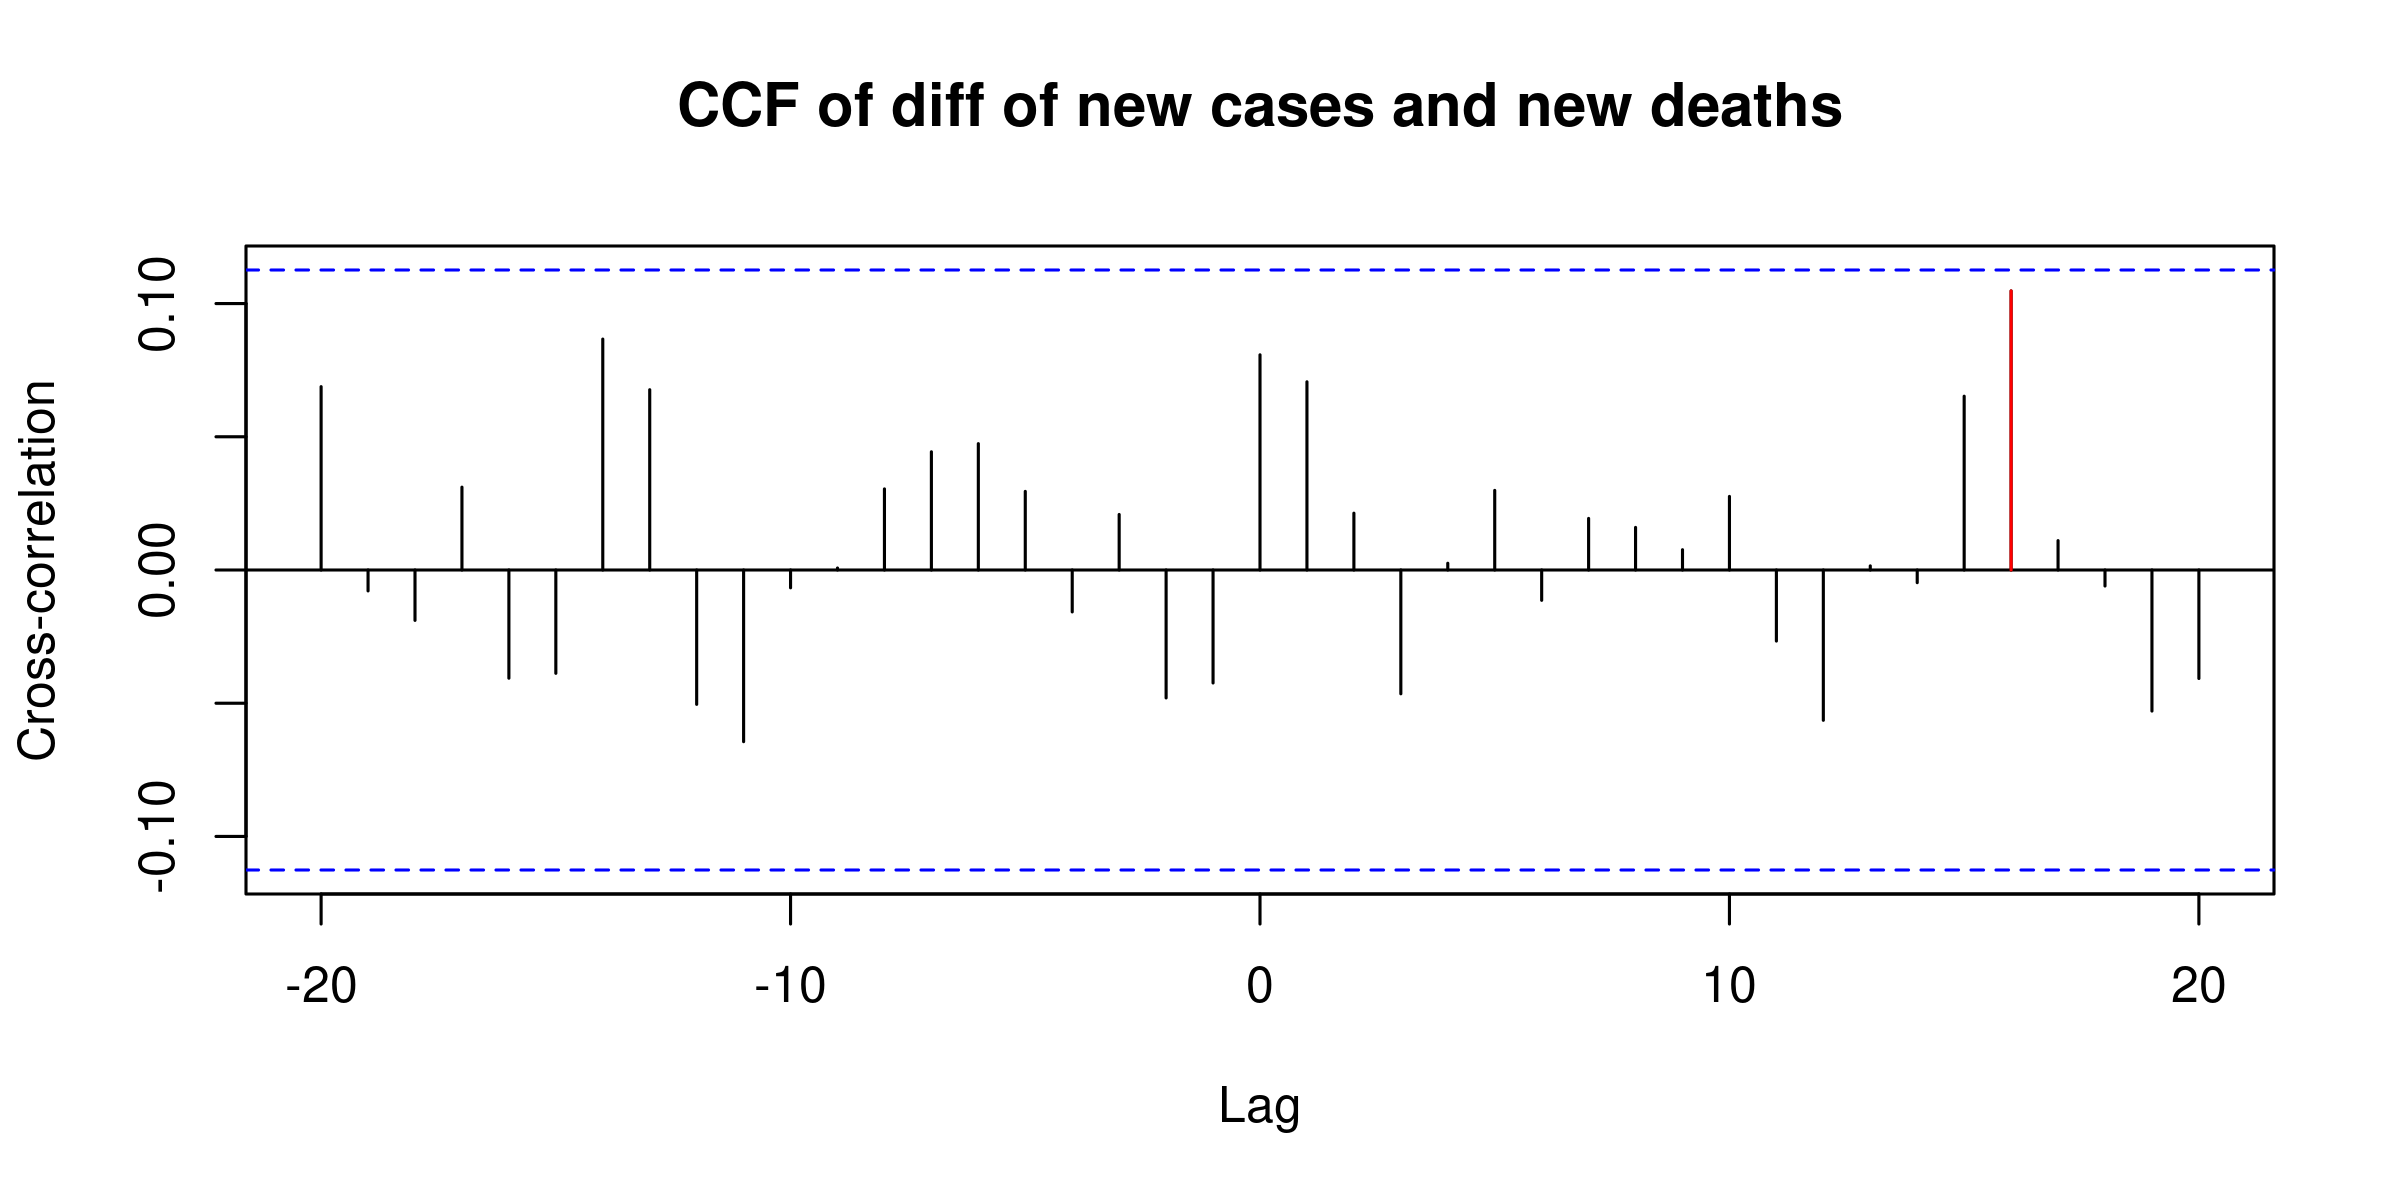 CCF of diff of new cases and new deaths
Cross-correlation
0.10
0.00
-0.10
-20 -10 0 10 20
Lag